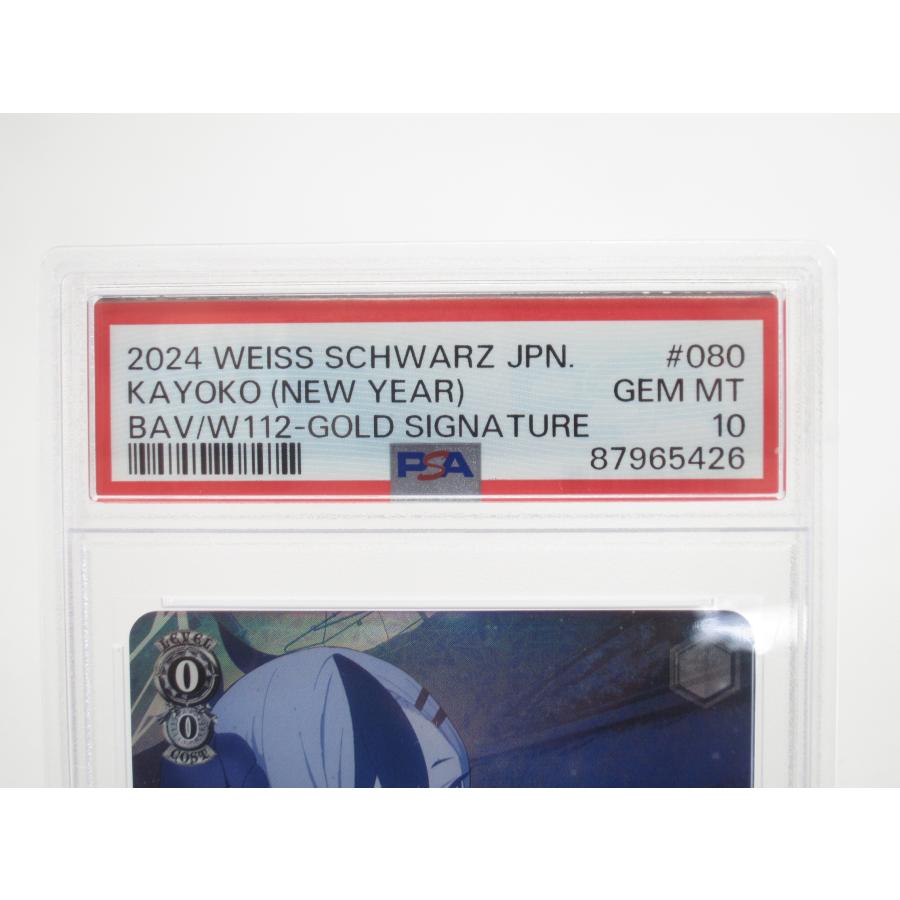 2024 WEISS SCHWARZ JPN. #080
KAYOKO (NEW YEAR) GEM MT
BAV/W112-GOLD SIGNATURE 10
PSA 87965426
LEVEL
0
0
COST